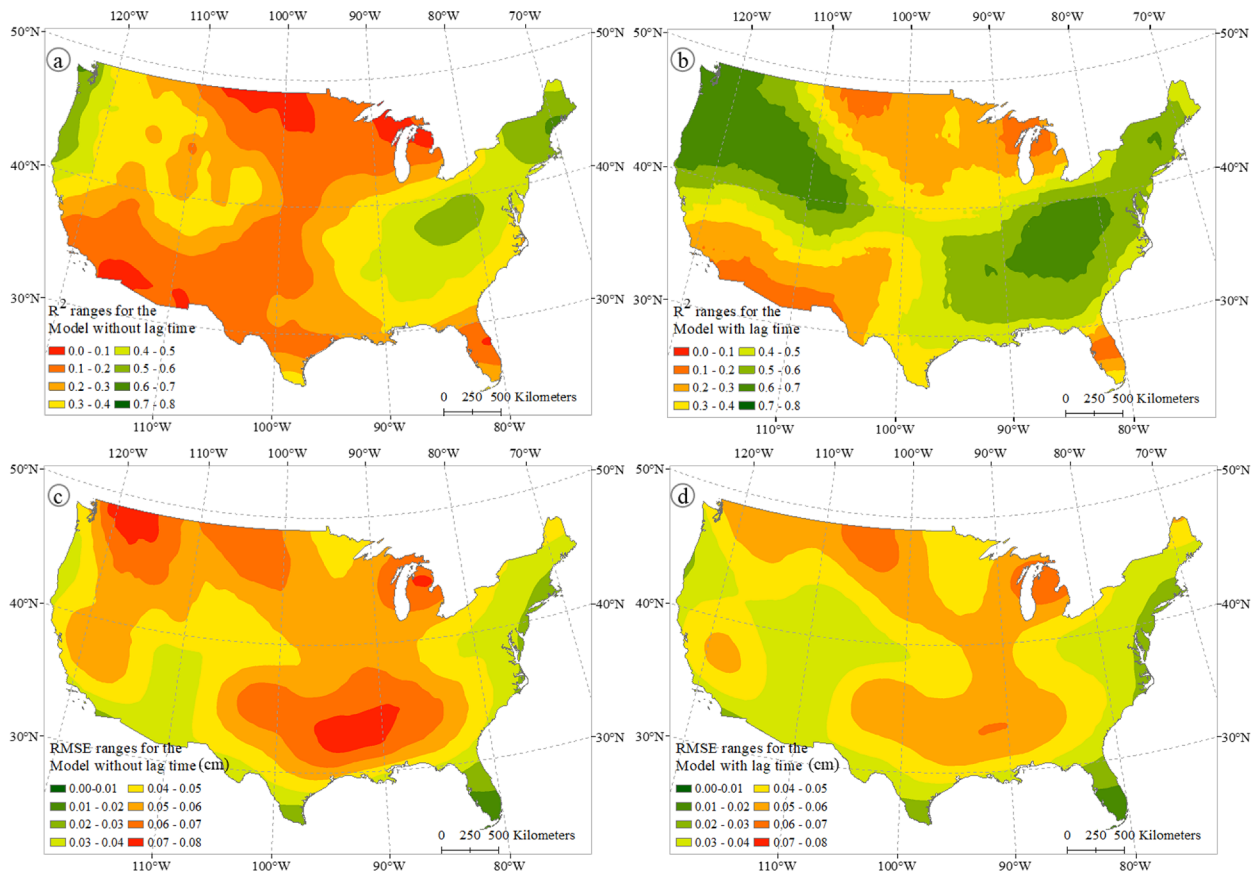 120°W 110°W 100°W 90°W 80°W 70°W
50°N 50°N
a
40°N 40°N
30°N 30°N
R² ranges for the
Model without lag time
0.0 - 0.1 0.4 - 0.5
0.1 - 0.2 0.5 - 0.6
0.2 - 0.3 0.6 - 0.7
0.3 - 0.4 0.7 - 0.8
0 250 500 Kilometers
110°W 100°W 90°W 80°W
120°W 110°W 100°W 90°W 80°W 70°W
50°N 50°N
b
40°N 40°N
30°N 30°N
R² ranges for the
Model with lag time
0.0 - 0.1 0.4 - 0.5
0.1 - 0.2 0.5 - 0.6
0.2 - 0.3 0.6 - 0.7
0.3 - 0.4 0.7 - 0.8
0 250 500 Kilometers
110°W 100°W 90°W 80°W
120°W 110°W 100°W 90°W 80°W 70°W
50°N 50°N
c
40°N 40°N
30°N 30°N
RMSE ranges for the
Model without lag time (cm)
0.00-0.01 0.04 - 0.05
0.01 - 0.02 0.05 - 0.06
0.02 - 0.03 0.06 - 0.07
0.03 - 0.04 0.07 - 0.08
0 250 500 Kilometers
110°W 100°W 90°W 80°W
120°W 110°W 100°W 90°W 80°W 70°W
50°N 50°N
d
40°N 40°N
30°N 30°N
RMSE ranges for the
Model with lag time (cm)
0.00-0.01 0.04 - 0.05
0.01 - 0.02 0.05 - 0.06
0.02 - 0.03 0.06 - 0.07
0.03 - 0.04 0.07 - 0.08
0 250 500 Kilometers
110°W 100°W 90°W 80°W